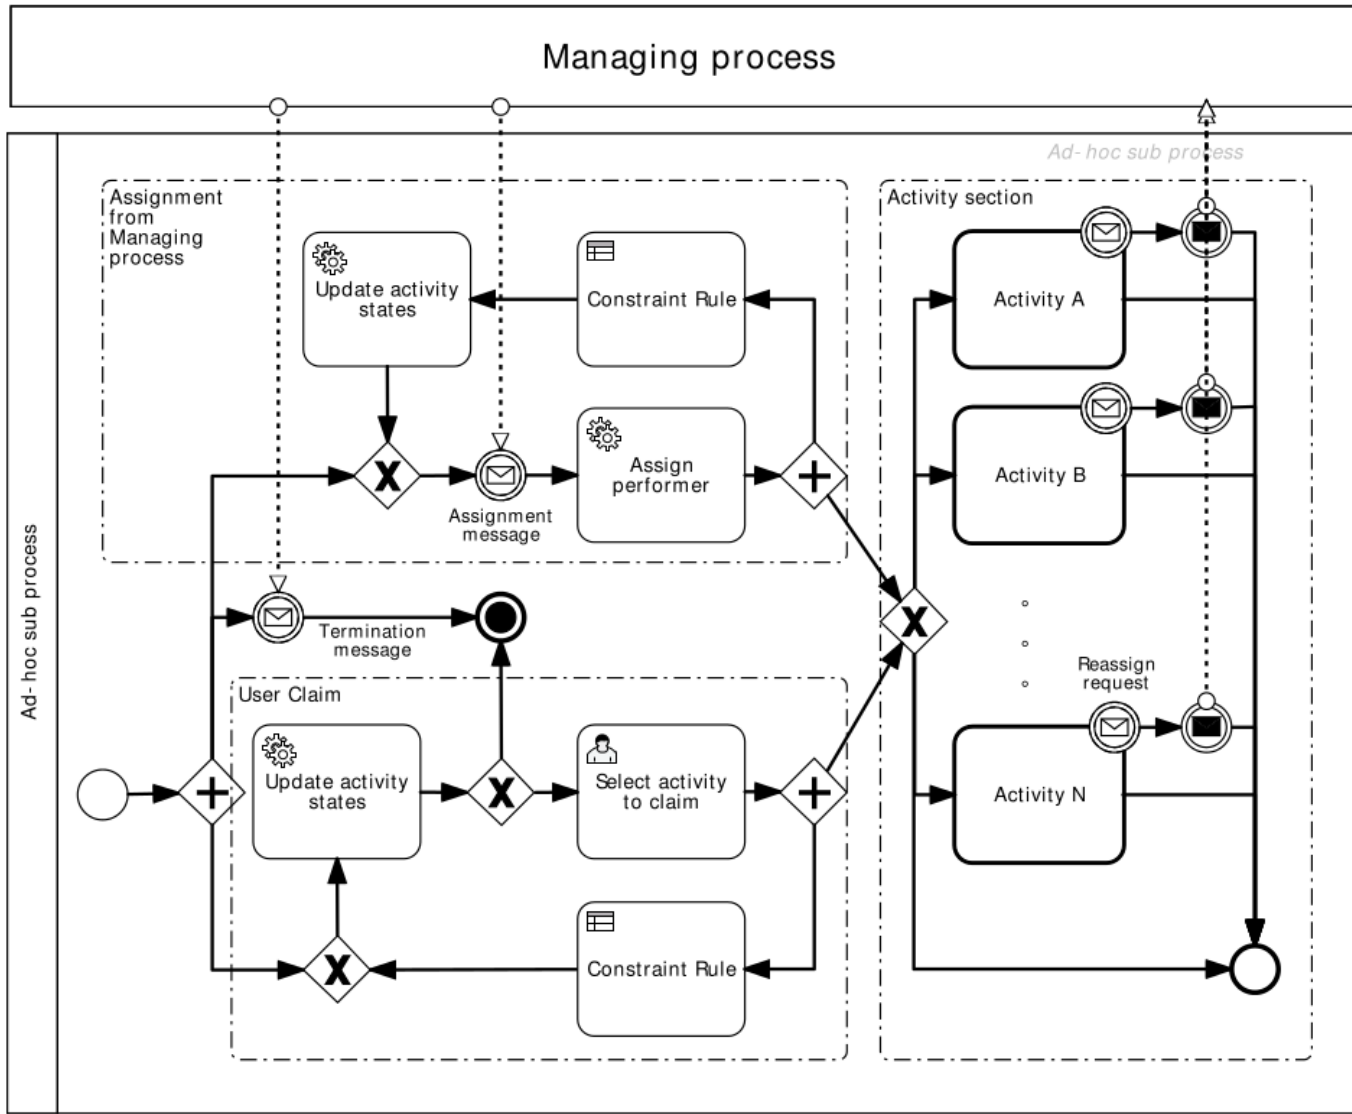 Managing process
Ad-hoc sub process
Ad-hoc sub process
Assignment
from
Managing
process
Activity section
Update activity
states
Constraint Rule
Activity A
Assign
performer
Activity B
Assignment
message
Termination
message
User Claim
Reassign
request
Update activity
states
Select activity
to claim
Activity N
Constraint Rule